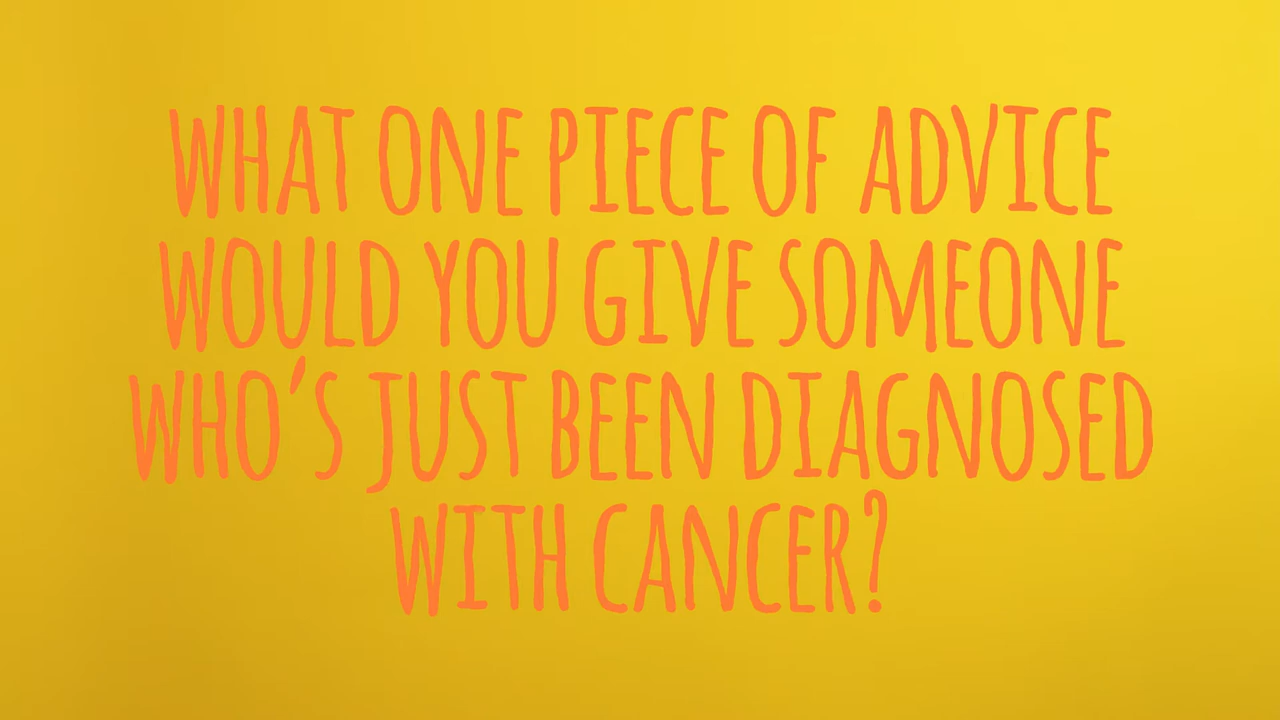 WHAT ONE PIECE OF ADVICE
WOULD YOU GIVE SOMEONE
WHO'S JUST BEEN DIAGNOSED
WITH CANCER?